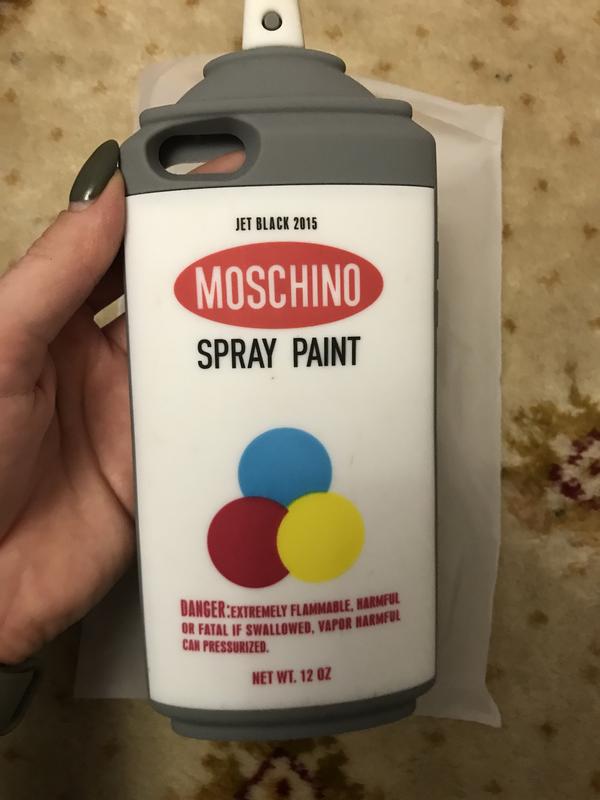 JET BLACK 2015
MOSCHINO
SPRAY PAINT
DANGER:EXTREMELY FLAMMABLE, HARMFUL
OR FATAL IF SWALLOWED, VAPOR HARMFUL
CAN PRESSURIZED.
NET WT. 12 OZ